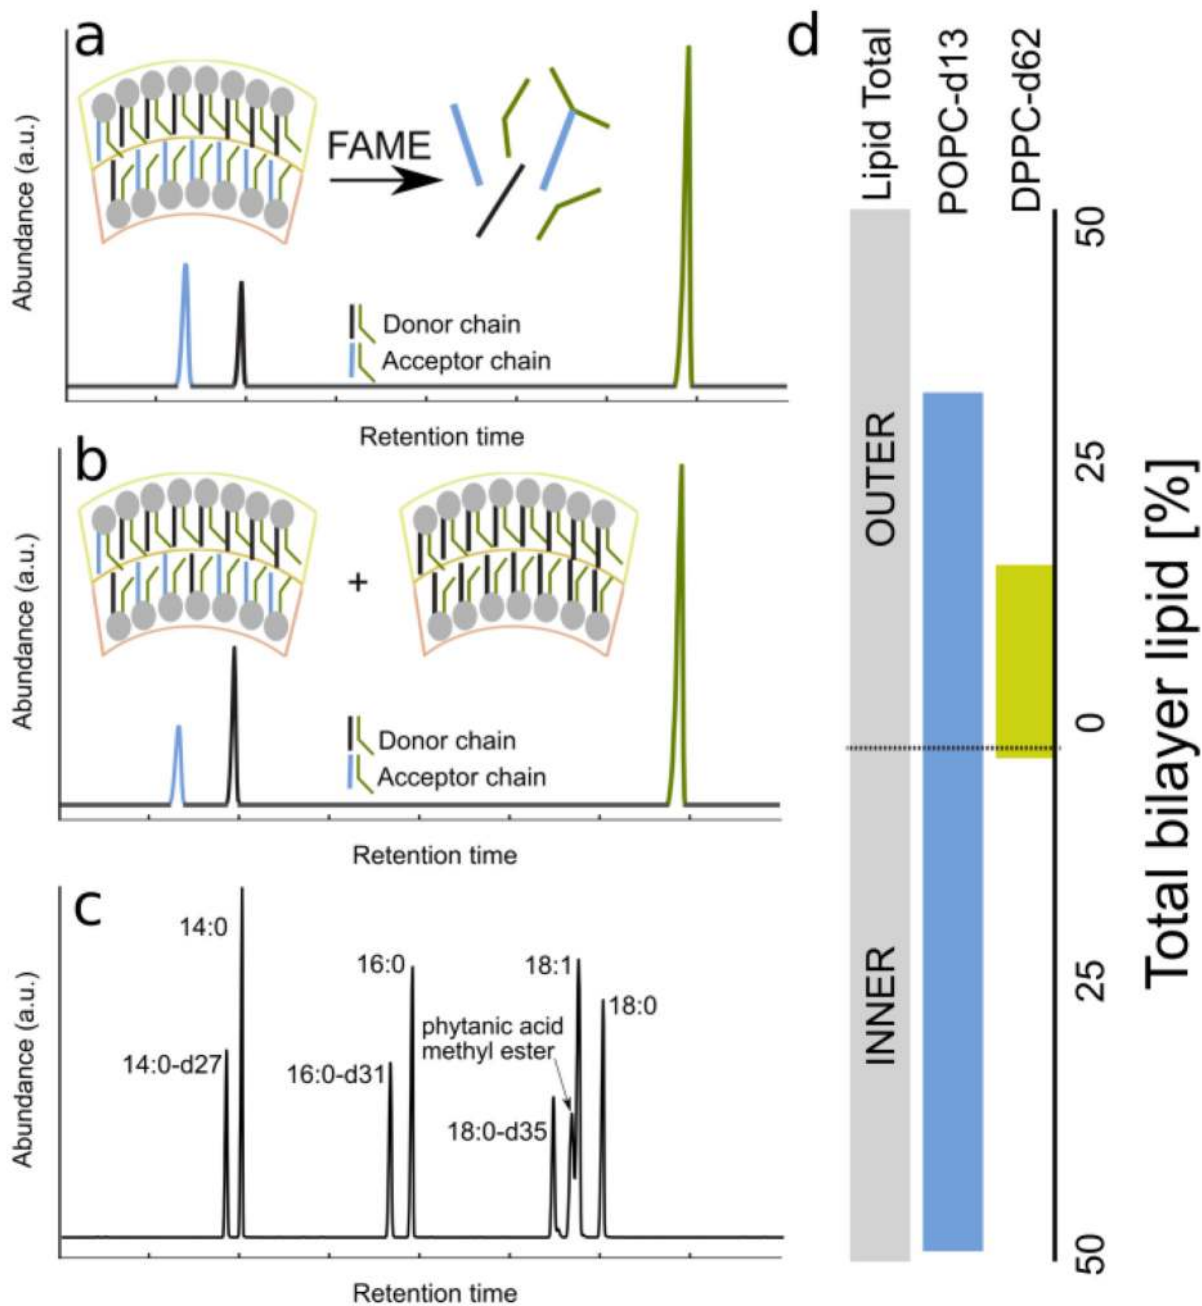 a
Abundance (a.u.)
FAME
Donor chain
Acceptor chain
Retention time
b
Abundance (a.u.)
+
Donor chain
Acceptor chain
Retention time
c
Abundance (a.u.)
14:0
14:0-d27
16:0
16:0-d31
18:1
phytanic acid
methyl ester
18:0
18:0-d35
Retention time
d
Lipid Total
POPC-d13
DPPC-d62
OUTER
INNER
50
25
0
25
50
Total bilayer lipid [%]